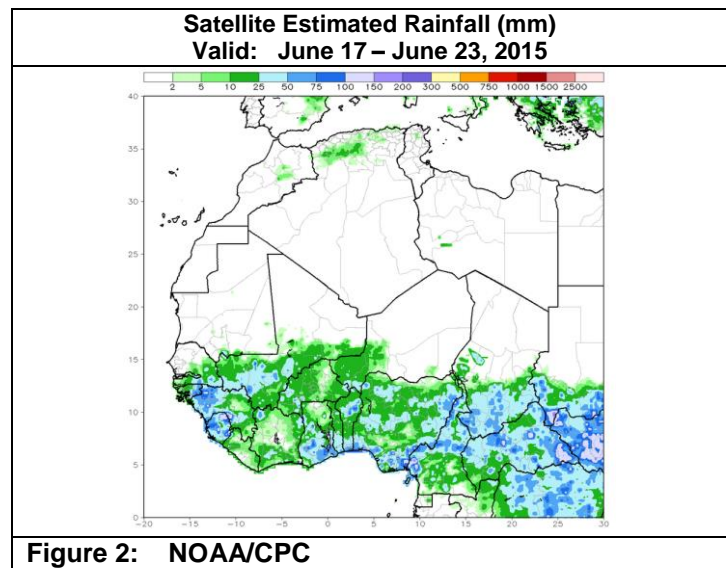 Satellite Estimated Rainfall (mm)
Valid: June 17 – June 23, 2015
2 5 10 25 50 75 100 150 200 300 500 750 1000 1500 2500
40
35
30
25
20
15
10
5
0
-20 -15 -10 -5 0 5 10 15 20 25 30
Figure 2: NOAA/CPC